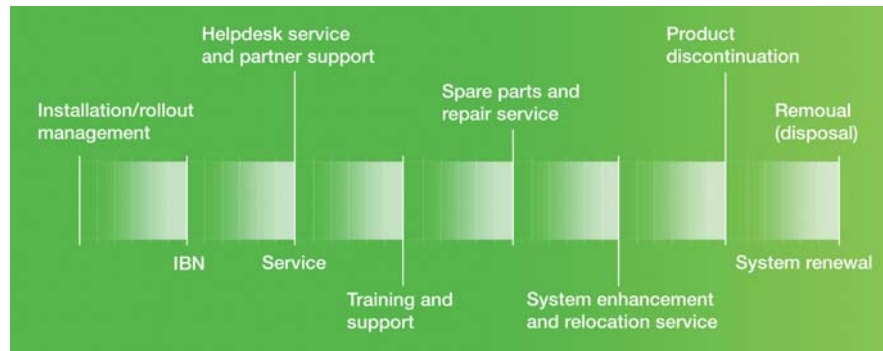 Helpdesk service
and partner support
Product
discontinuation
Installation/rollout
management
Spare parts and
repair service
Remoual
(disposal)
IBN
Service
System renewal
Training and
support
System enhancement
and relocation service